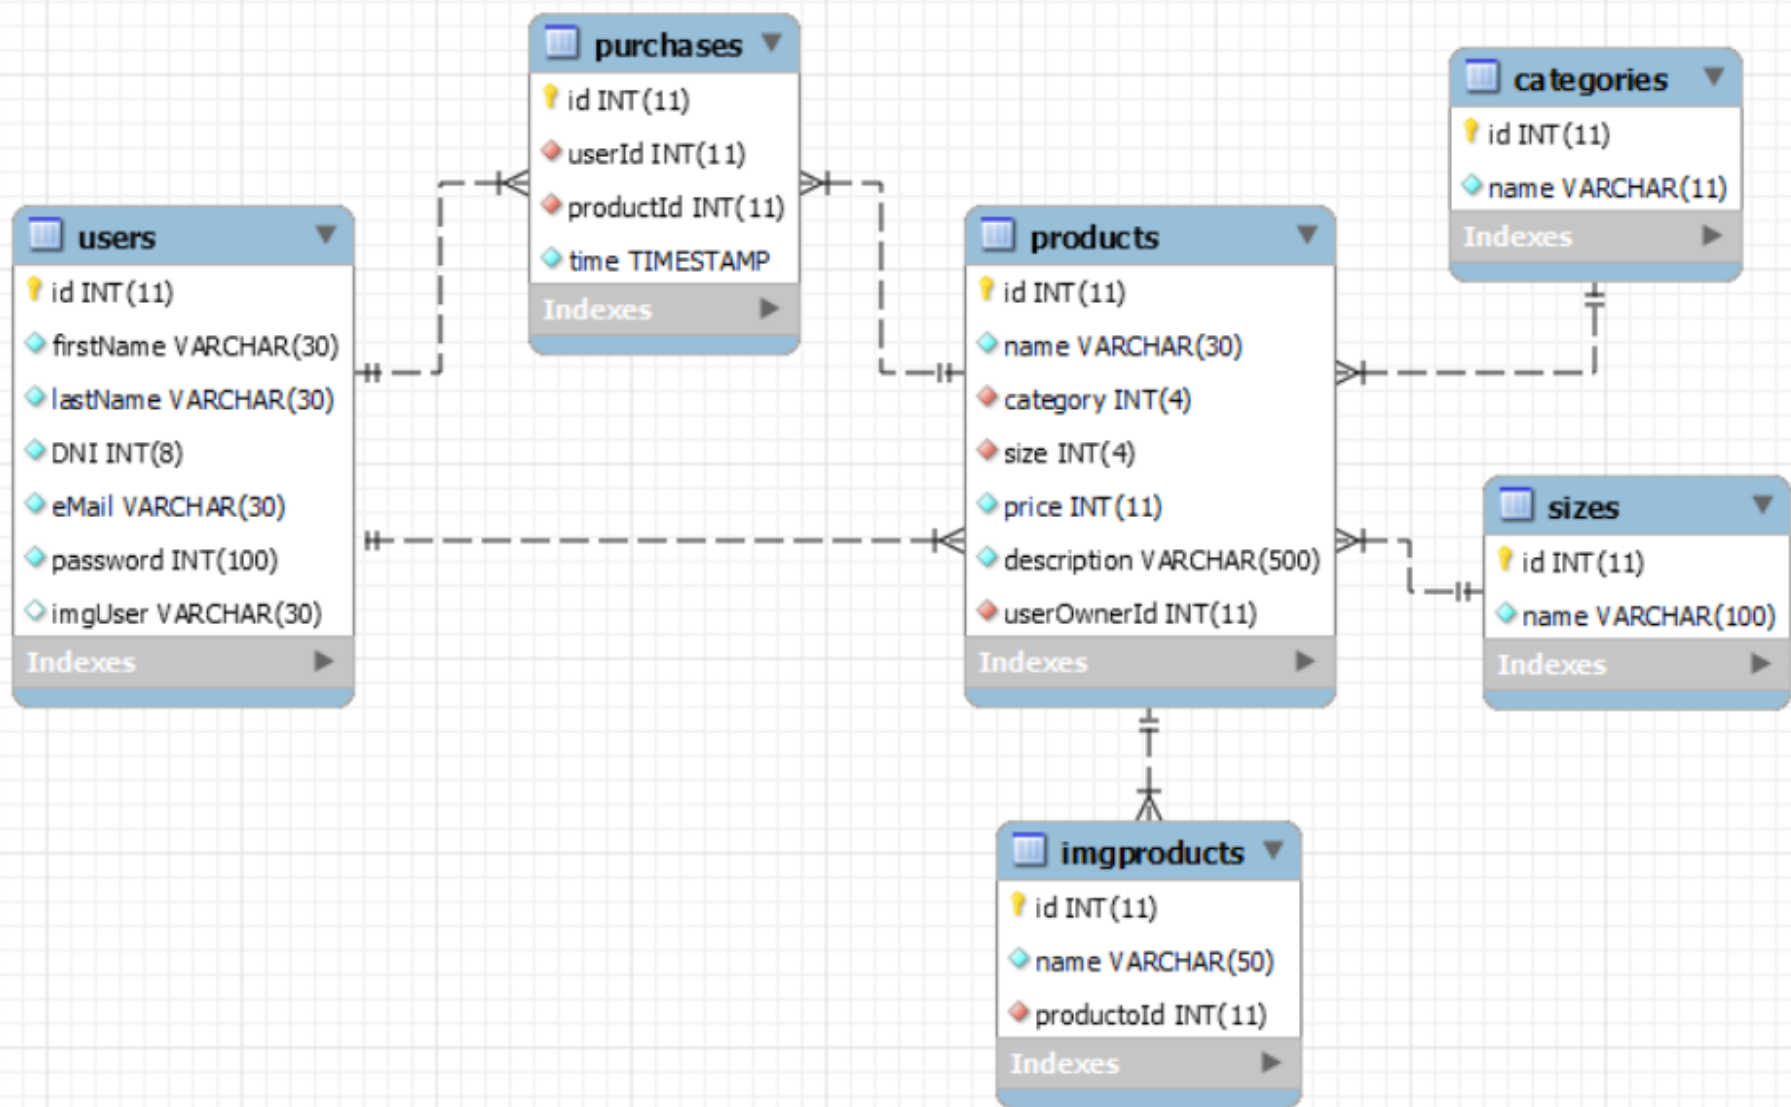 purchases
id INT(11)
userId INT(11)
productId INT(11)
time TIMESTAMP
Indexes
categories
id INT(11)
name VARCHAR(11)
Indexes
users
id INT(11)
firstName VARCHAR(30)
lastName VARCHAR(30)
DNI INT(8)
eMail VARCHAR(30)
password INT(100)
imgUser VARCHAR(30)
Indexes
products
id INT(11)
name VARCHAR(30)
category INT(4)
size INT(4)
price INT(11)
description VARCHAR(500)
userOwnerId INT(11)
Indexes
sizes
id INT(11)
name VARCHAR(100)
Indexes
imgproducts
id INT(11)
name VARCHAR(50)
productoId INT(11)
Indexes